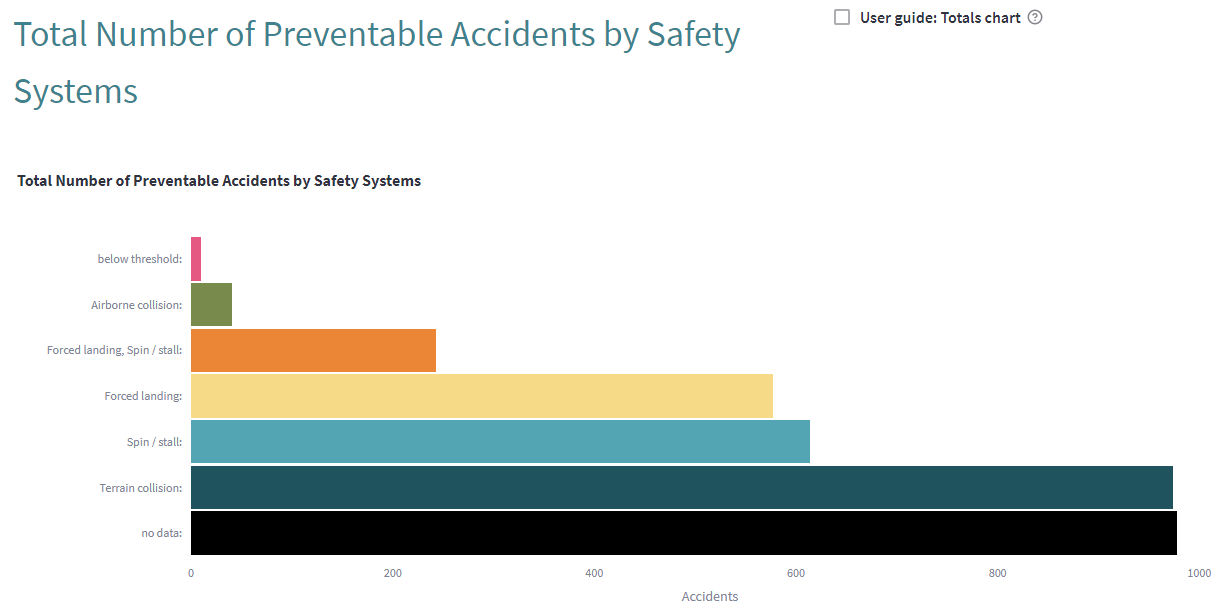 Total Number of Preventable Accidents by Safety
Systems
User guide: Totals chart ?
Total Number of Preventable Accidents by Safety Systems
below threshold:
Airborne collision:
Forced landing, Spin / stall:
Forced landing:
Spin / stall:
Terrain collision:
no data:
0 200 400 600 800 1000
Accidents